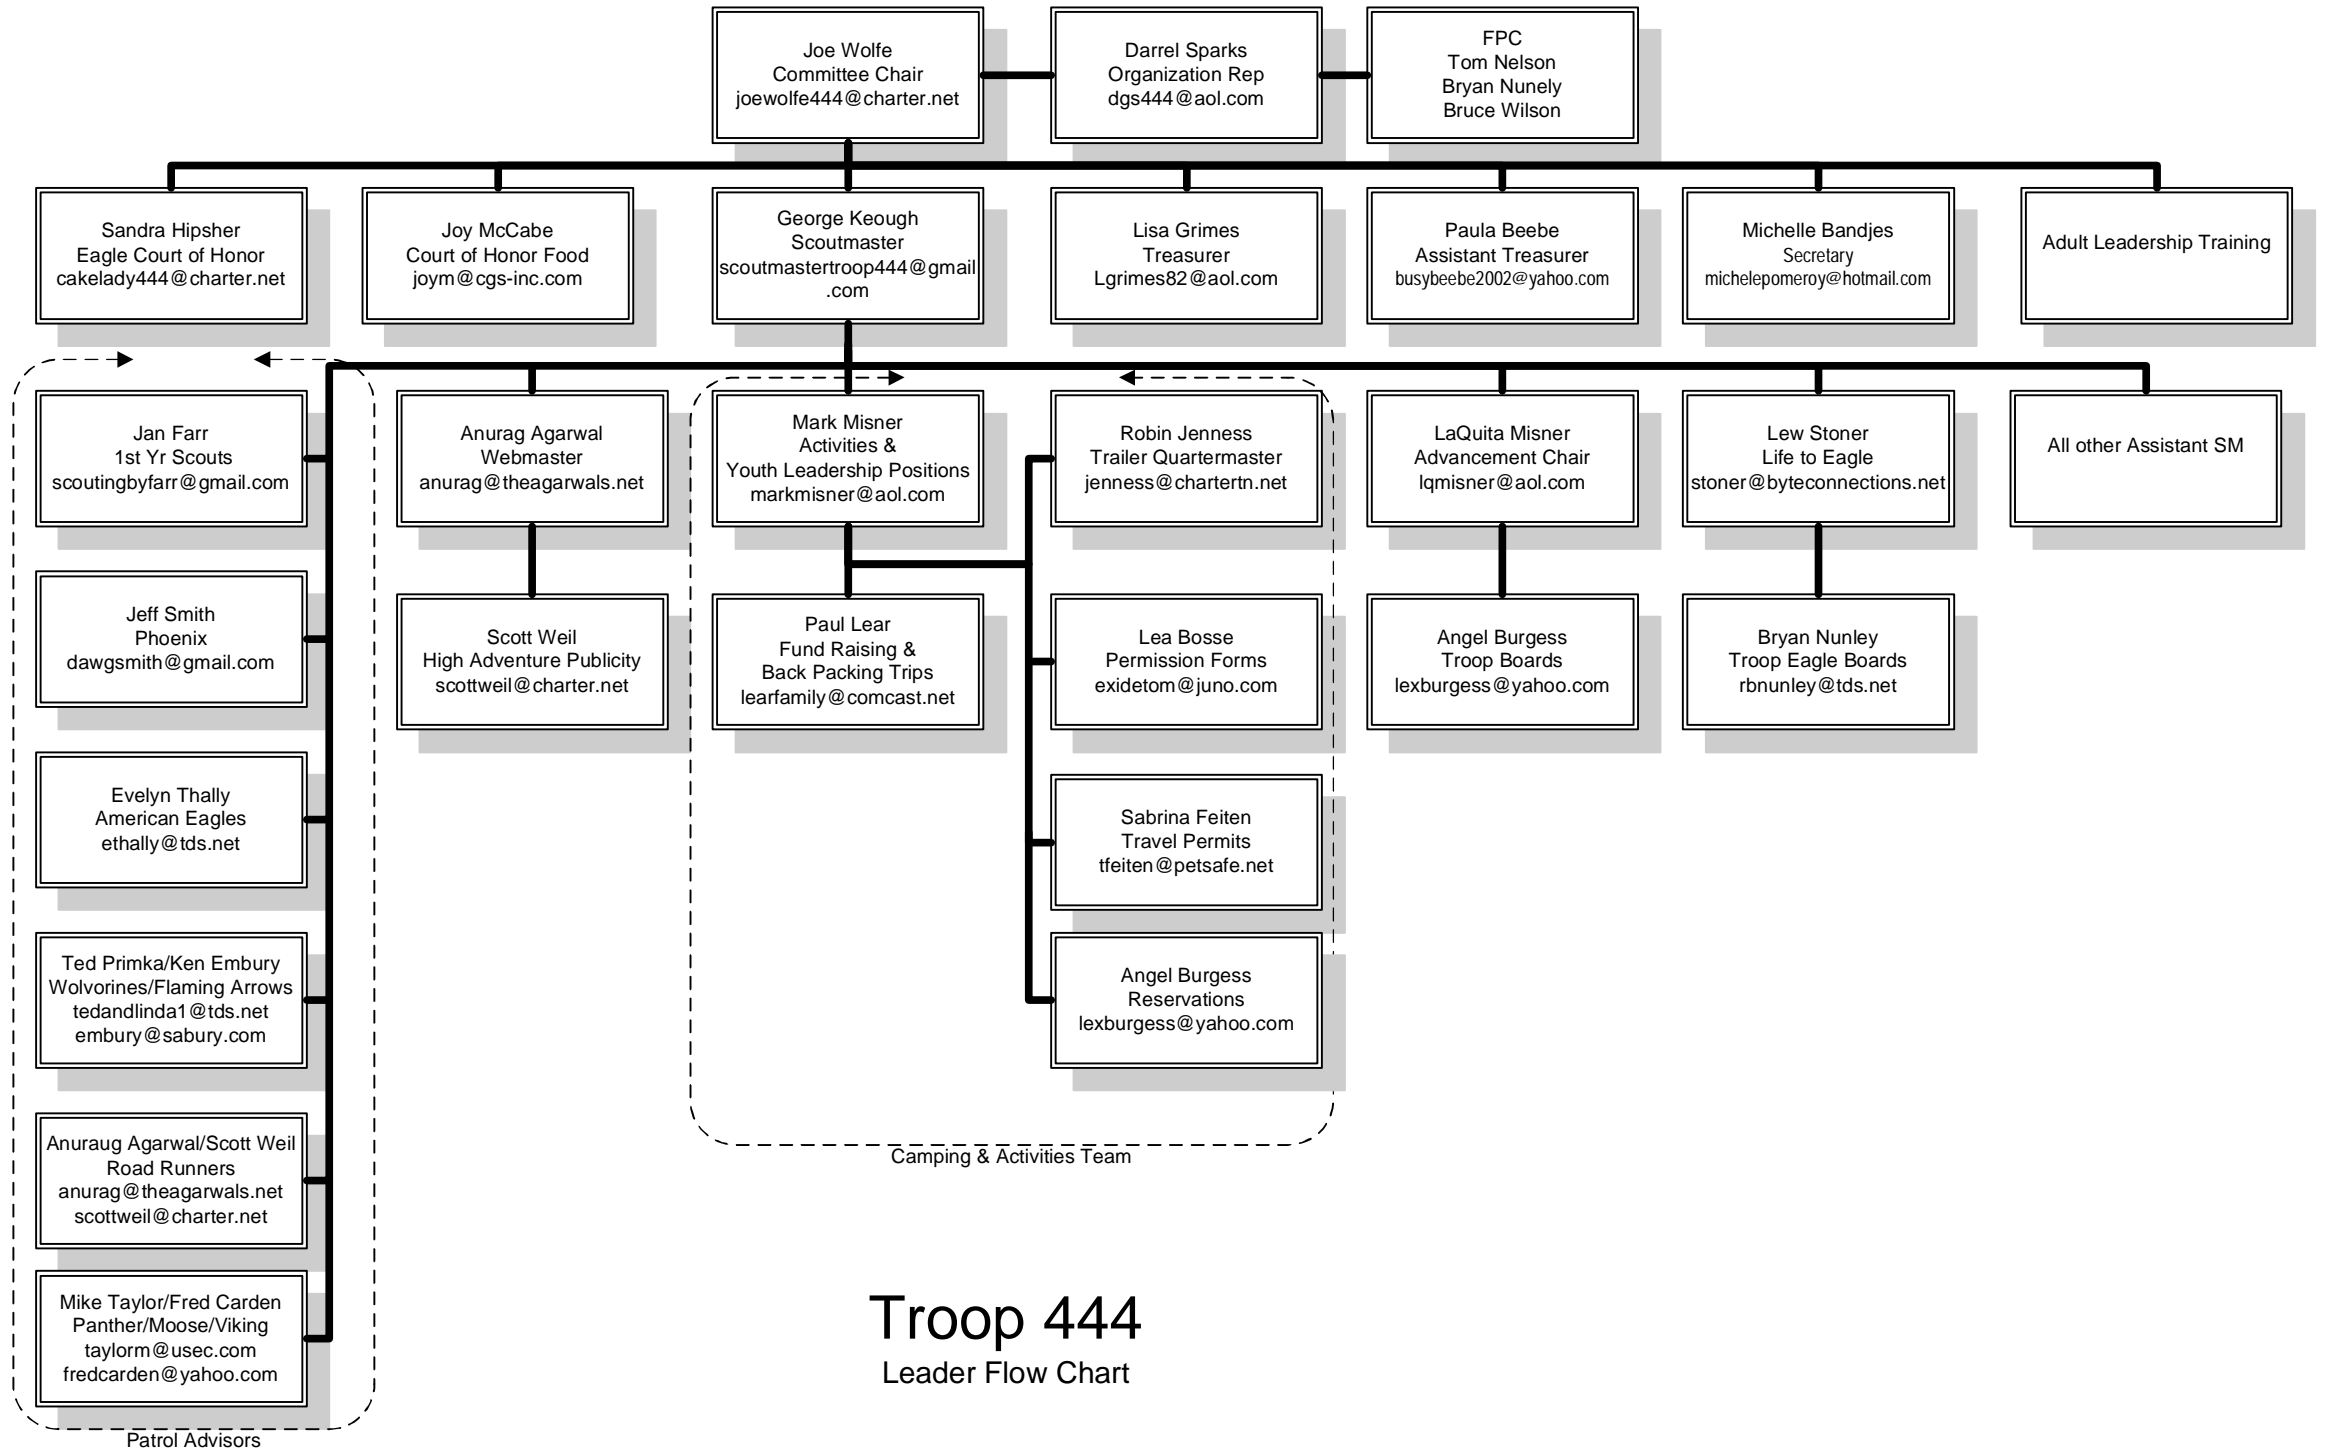 Joe Wolfe
Committee Chair
joewolfe444@charter.net
Darrel Sparks
Organization Rep
dgs444@aol.com
FPC
Tom Nelson
Bryan Nunely
Bruce Wilson
Sandra Hipsher
Eagle Court of Honor
cakelady444@charter.net
Joy McCabe
Court of Honor Food
joym@cgs-inc.com
George Keough
Scoutmaster
scoutmastertroop444@gmail
.com
Lisa Grimes
Treasurer
Lgrimes82@aol.com
Paula Beebe
Assistant Treasurer
busybeebe2002@yahoo.com
Michelle Bandjes
Secretary
michelepomeroy@hotmail.com
Adult Leadership Training
Jan Farr
1st Yr Scouts
scoutingbyfarr@gmail.com
Anurag Agarwal
Webmaster
anurag@theagarwals.net
Mark Misner
Activities &
Youth Leadership Positions
markmisner@aol.com
Robin Jenness
Trailer Quartermaster
jenness@chartertn.net
LaQuita Misner
Advancement Chair
lqmisner@aol.com
Lew Stoner
Life to Eagle
stoner@byteconnections.net
All other Assistant SM
Jeff Smith
Phoenix
dawgsmith@gmail.com
Scott Weil
High Adventure Publicity
scottweil@charter.net
Paul Lear
Fund Raising &
Back Packing Trips
learfamily@comcast.net
Lea Bosse
Permission Forms
exidetom@juno.com
Angel Burgess
Troop Boards
lexburgess@yahoo.com
Bryan Nunley
Troop Eagle Boards
rbnunley@tds.net
Evelyn Thally
American Eagles
ethally@tds.net
Sabrina Feiten
Travel Permits
tfeiten@petsafe.net
Ted Primka/Ken Embury
Wolvorines/Flaming Arrows
tedandlinda1@tds.net
embury@sabury.com
Angel Burgess
Reservations
lexburgess@yahoo.com
Anuraug Agarwal/Scott Weil
Road Runners
anurag@theagarwals.net
scottweil@charter.net
Camping & Activities Team
Mike Taylor/Fred Carden
Panther/Moose/Viking
taylorm@usec.com
fredcarden@yahoo.com
Patrol Advisors
Troop 444
Leader Flow Chart